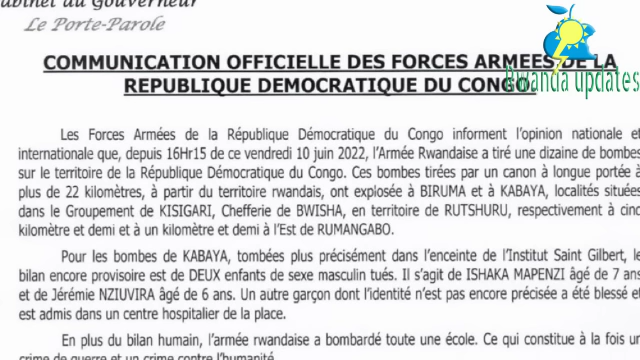 Cabinet du Gouverneur
Le Porte-Parole
COMMUNICATION OFFICIELLE DES FORCES ARMEES DE LA
REPUBLIQUE DEMOCRATIQUE DU CONGO.
Rwanda updates
Les Forces Armées de la République Démocratique du Congo informent l'opinion nationale et
internationale que, depuis 16Hr15 de ce vendredi 10 juin 2022, l'Armée Rwandaise a tiré une dizaine de bombes
sur le territoire de la République Démocratique du Congo. Ces bombes tirées par un canon à longue portée à
plus de 22 kilomètres, à partir du territoire rwandais, ont explosée à BIRUMA et à KABAYA, localités situées
dans le Groupement de KISIGARI, Chefferie de BWISHA, en territoire de RUTSHURU, respectivement à cinq
kilomètre et demi et à un kilomètre et demi à l'Est de RUMANGABO.
Pour les bombes de KABAYA, tombées plus précisément dans l'enceinte de l'Institut Saint Gilbert, le
bilan encore provisoire est de DEUX enfants de sexe masculin tués. Il s'agit de ISHAKA MAPENZI âgé de 7 ans
et de Jérémie NZIUVIRA âgé de 6 ans. Un autre garçon dont l'identité n'est pas encore précisée a été blessé et
est admis dans un centre hospitalier de la place.
En plus du bilan humain, l'armée rwandaise a bombardé toute une école. Ce qui constitue à la fois un
crime de guerre et un crime contre l'humanité.